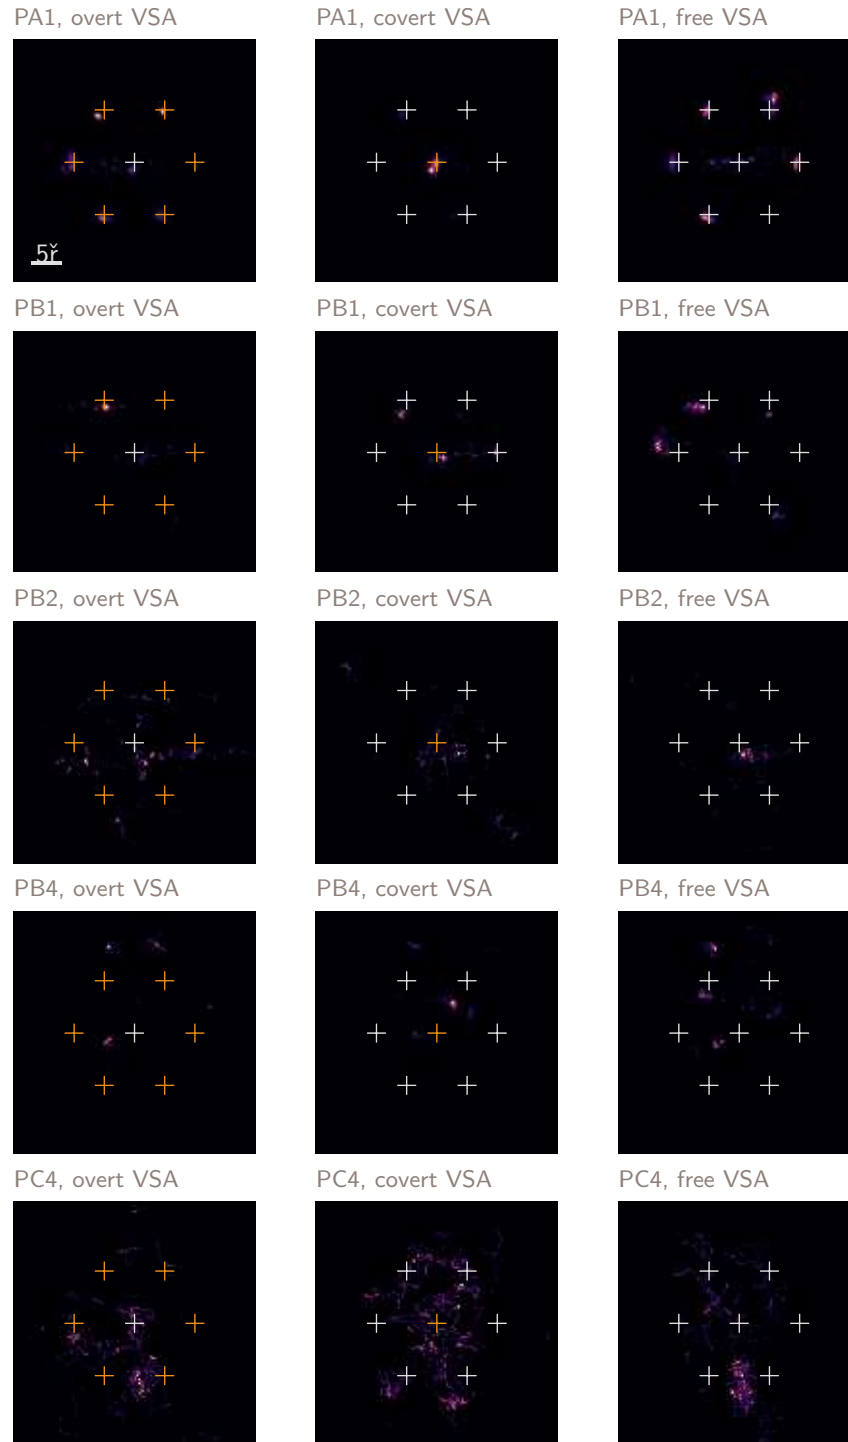 PA1, overt VSA
PA1, covert VSA
PA1, free VSA
5ř
PB1, overt VSA
PB1, covert VSA
PB1, free VSA
PB2, overt VSA
PB2, covert VSA
PB2, free VSA
PB4, overt VSA
PB4, covert VSA
PB4, free VSA
PC4, overt VSA
PC4, covert VSA
PC4, free VSA